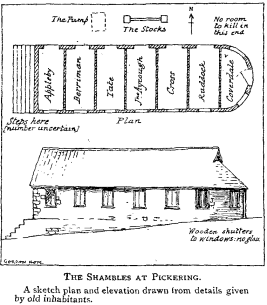 The Pump
The Stocks
N
No room
to kill in
this end
Appleby
Berriman
Tate
Cross
Ruddock
Coverdale
Steps here
(number uncertain)
Plan
Wooden shutters
to windows: no glass
THE SHAMBLES AT PICKERING.
A sketch plan and elevation drawn from details given
by old inhabitants.